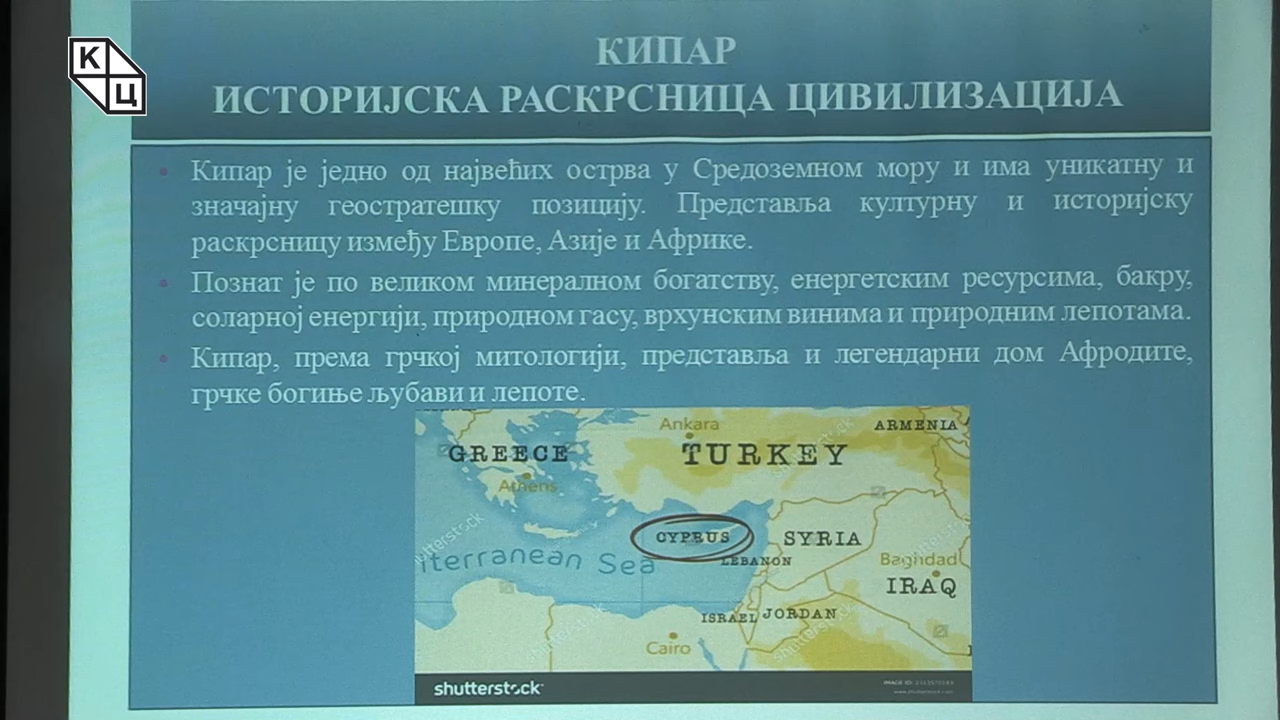 К
Ц
КИПАР
ИСТОРИЈСКА РАСКРСНИЦА ЦИВИЛИЗАЦИЈА
Кипар је једно од највећих острва у Средоземном мору и има уникатну и
значајну геостратешку позицију. Представља културну и историјску
раскрсницу између Европе, Азије и Африке.
Познат је по великом минералном богатству, енергетским ресурсима, бакру,
соларној енергији, природном гасу, врхунским винима и природним лепотама.
Кипар, према грчкој митологији, представља и легендарни дом Афродите,
грчке богиње љубави и лепоте.
Ankara
ARMENIA
GREECE
TURKEY
Athens
CYPRUS
SYRIA
iterranean Sea
LEBANON
Baghdad
IRAQ
ISRAEL
JORDAN
Cairo
shutterstock